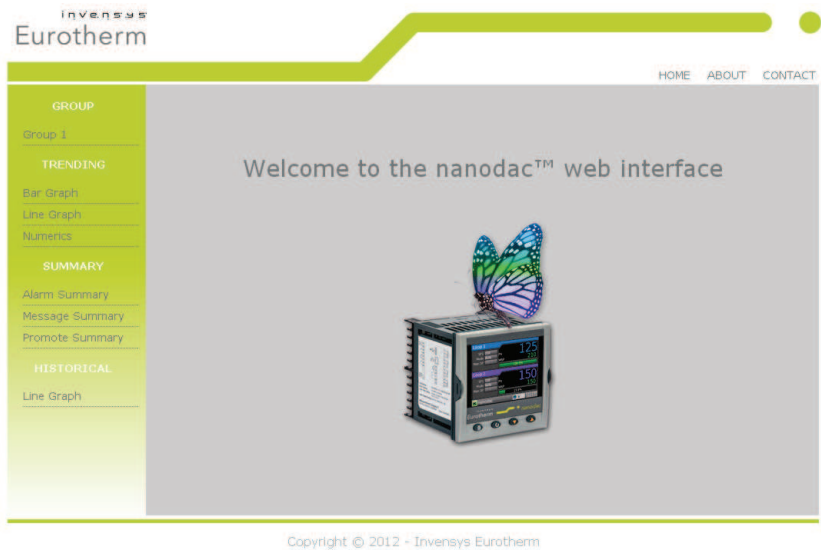 invensys
Eurotherm
HOME ABOUT CONTACT
GROUP
Group 1
TRENDING
Bar Graph
Line Graph
Numerics
SUMMARY
Alarm Summary
Message Summary
Promote Summary
HISTORICAL
Line Graph
Welcome to the nanodac™ web interface
125
150
Eurotherm
Copyright © 2012 - Invensys Eurotherm